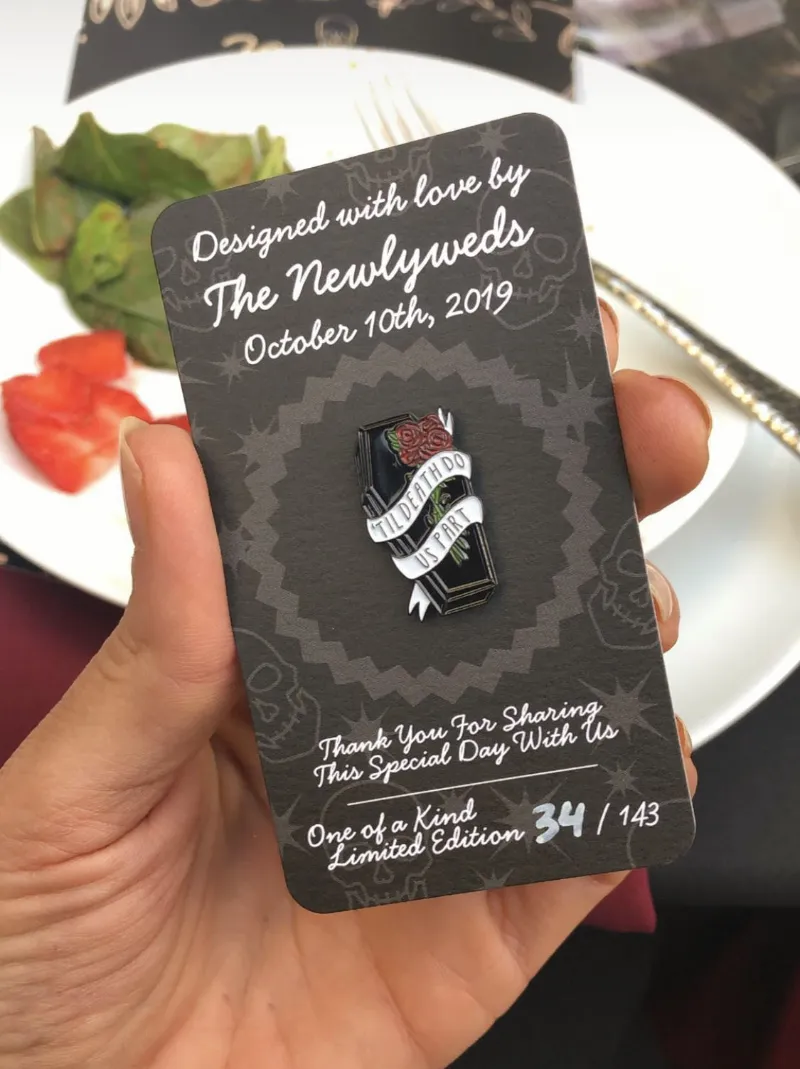 Designed with love by
The Newlyweds
October 10th, 2019
'TIL DEATH DO
US PART
Thank You For Sharing
This Special Day With Us
One of a Kind
Limited Edition 34 / 143